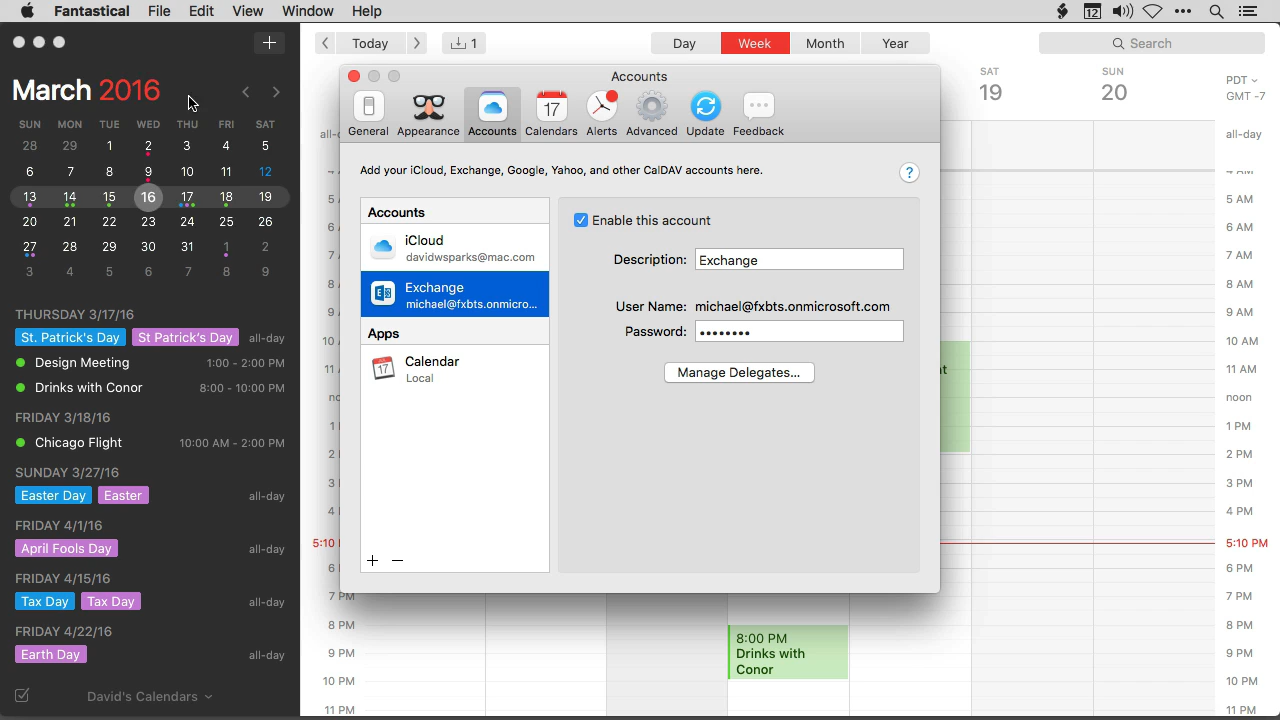 Fantastical File Edit View Window Help
12
Today
1
Day Week Month Year
Search
March 2016
SUN MON TUE WED THU FRI SAT
28 29 1 2 3 4 5
6 7 8 9 10 11 12
13 14 15 16 17 18 19
20 21 22 23 24 25 26
27 28 29 30 31 1 2
3 4 5 6 7 8 9
THURSDAY 3/17/16
St. Patrick's Day St Patrick's Day all-day
Design Meeting 1:00 - 2:00 PM
Drinks with Conor 8:00 - 10:00 PM
FRIDAY 3/18/16
Chicago Flight 10:00 AM - 2:00 PM
SUNDAY 3/27/16
Easter Day Easter all-day
FRIDAY 4/1/16
April Fools Day all-day
FRIDAY 4/15/16
Tax Day Tax Day all-day
FRIDAY 4/22/16
Earth Day all-day
David's Calendars
Accounts
17
General Appearance Accounts Calendars Alerts Advanced Update Feedback
Add your iCloud, Exchange, Google, Yahoo, and other CalDAV accounts here.
?
Accounts
iCloud
davidwsparks@mac.com
Exchange
michael@fxbts.onmicro...
Apps
17
Calendar
Local
+ −
Enable this account
Description: Exchange
User Name: michael@fxbts.onmicrosoft.com
Password: ••••••••
Manage Delegates...
SAT
19
SUN
20
PDT
GMT -7
all-day
5 AM
6 AM
7 AM
8 AM
9 AM
10 AM
11 AM
noon
1 PM
2 PM
3 PM
4 PM
5:10 PM
6 PM
7 PM
8 PM
9 PM
10 PM
11 PM
5:10
7 PM
8 PM
9 PM
10 PM
11 PM
8:00 PM
Drinks with
Conor